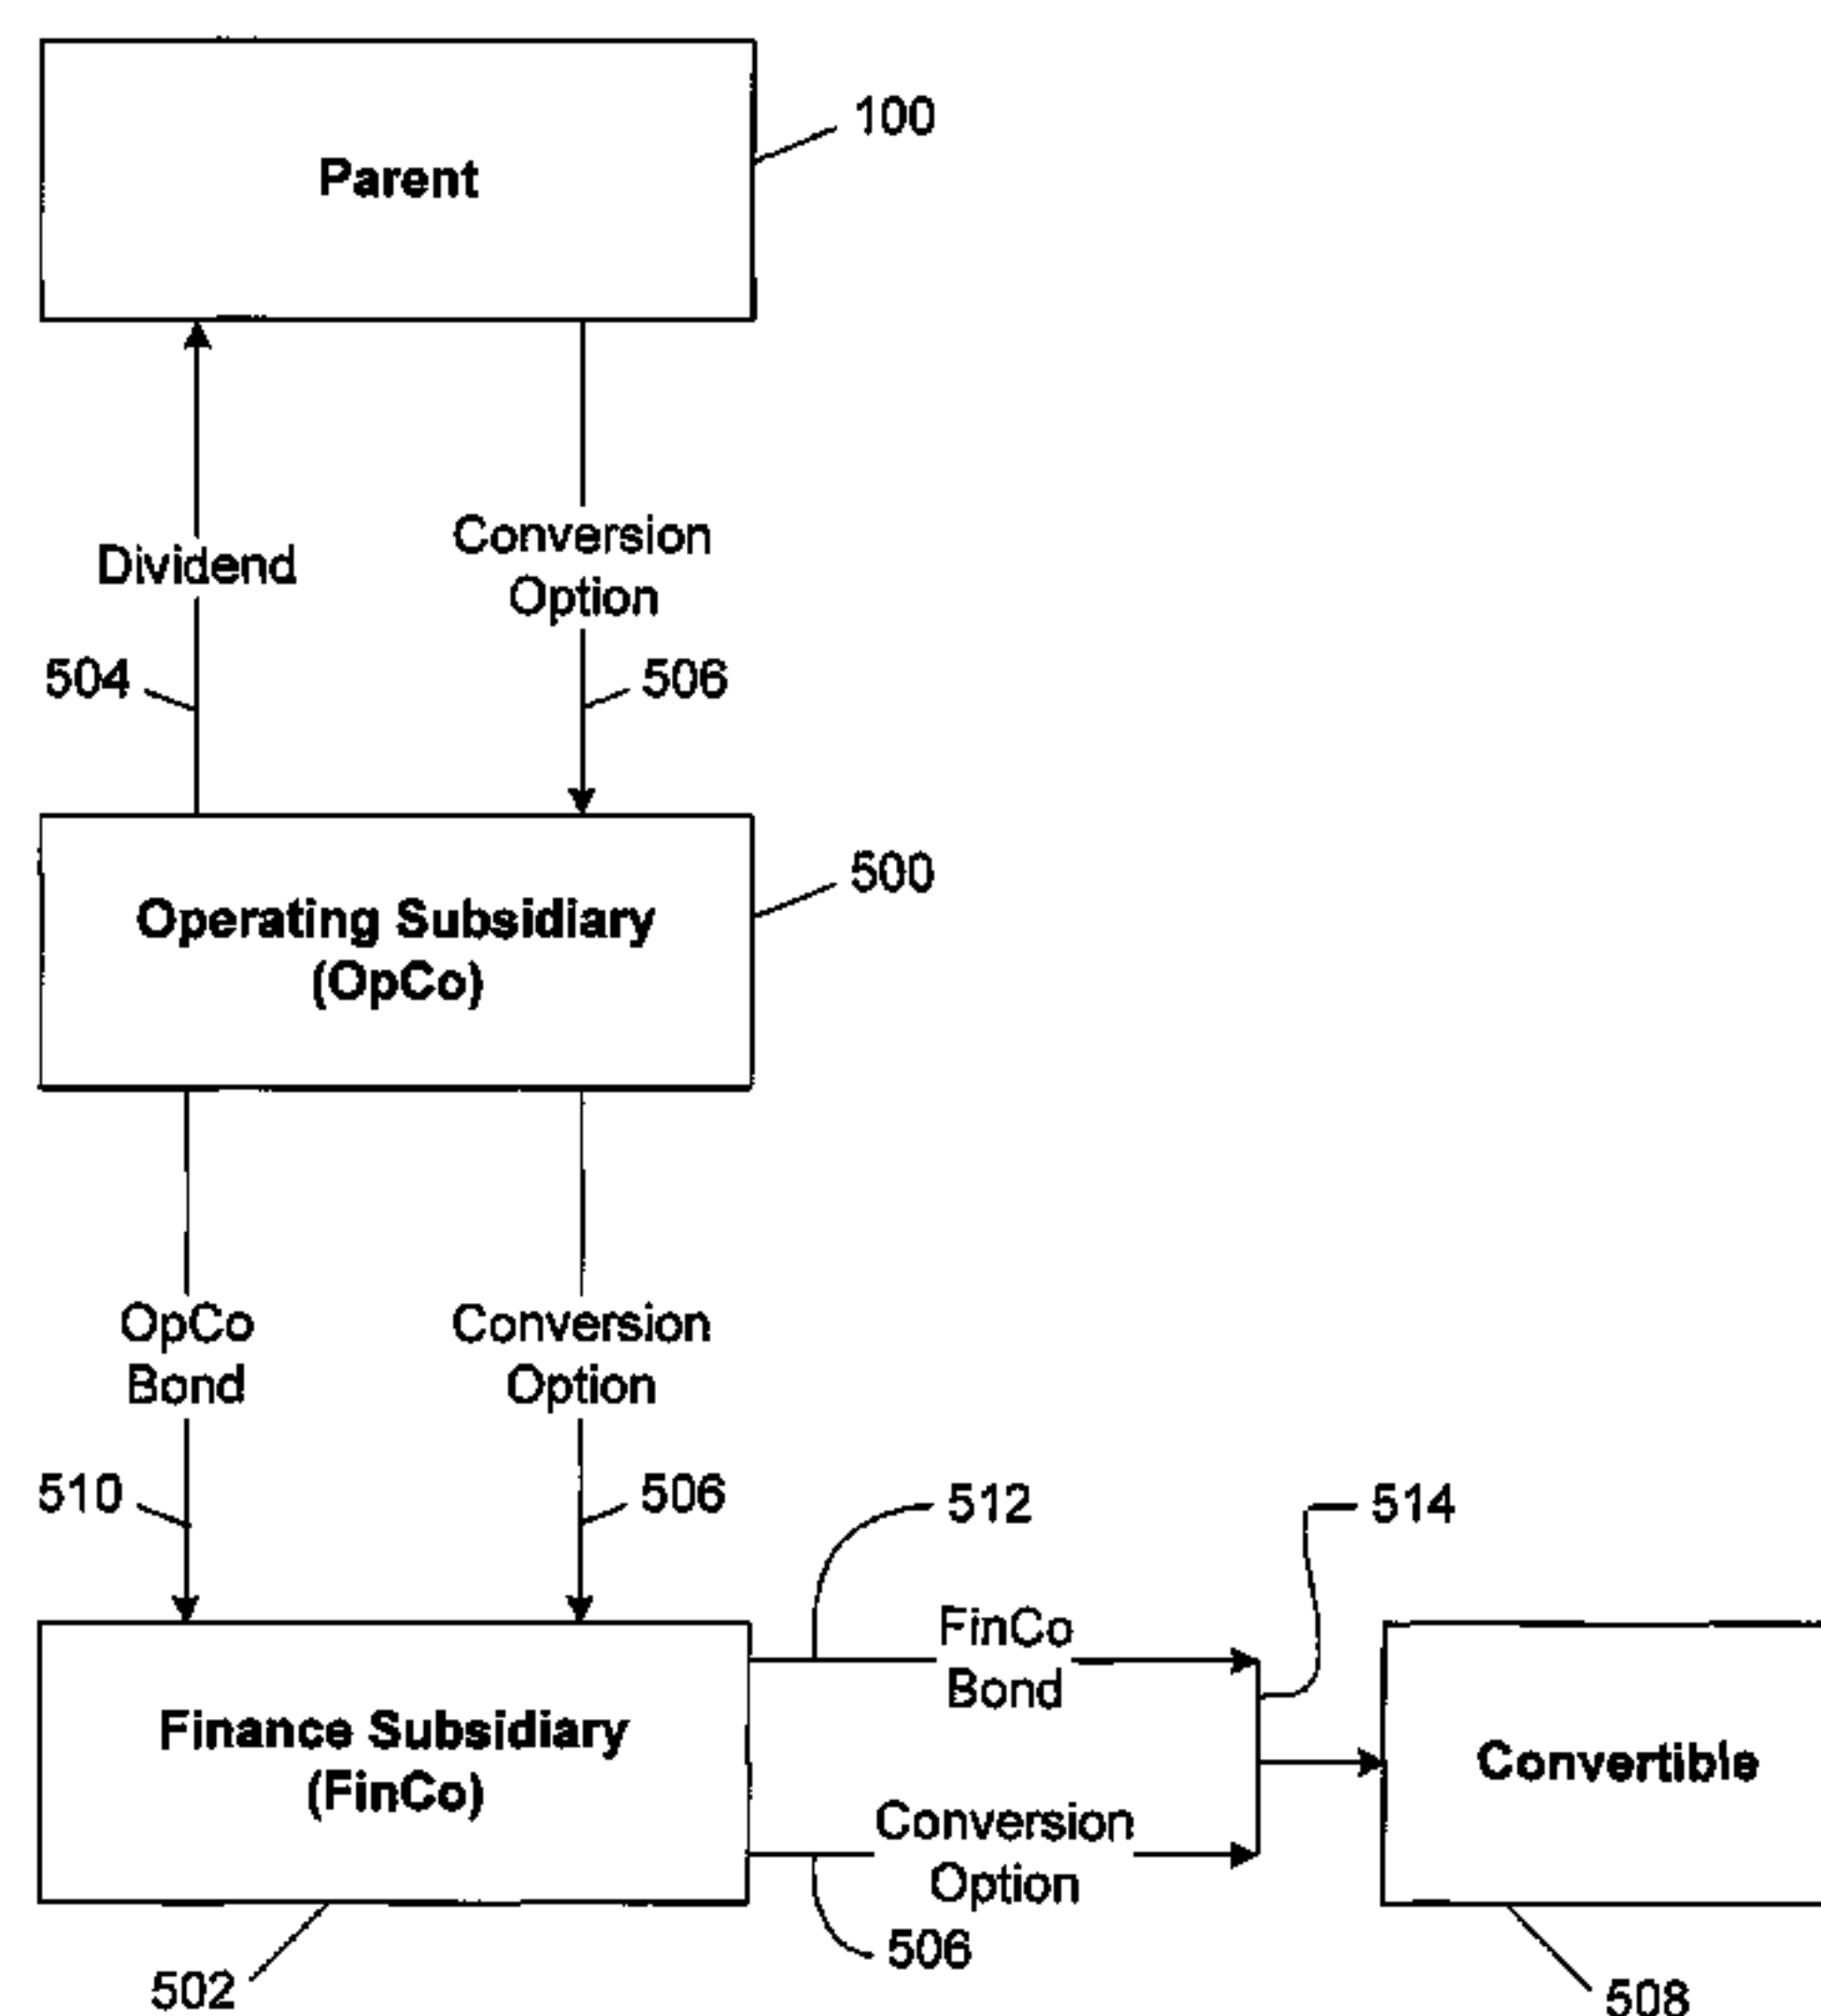 100
Parent
Dividend
Conversion
Option
504
506
500
Operating Subsidiary
(OpCo)
OpCo
Bond
Conversion
Option
510
506
512
514
FinCo
Bond
Finance Subsidiary
(FinCo)
Convertible
Conversion
Option
506
502
508